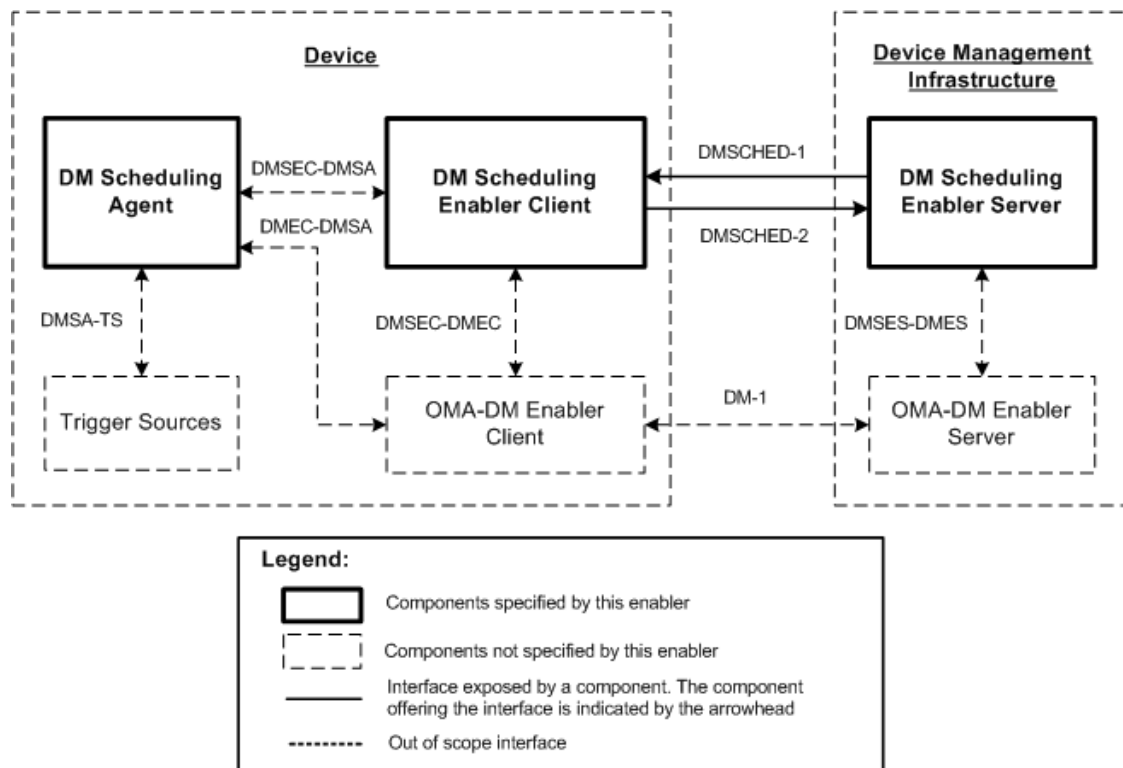 Device
Device Management
Infrastructure
DM Scheduling
Agent
DMSEC-DMSA
DMEC-DMSA
DM Scheduling
Enabler Client
DMSCHED-1
DMSCHED-2
DM Scheduling
Enabler Server
DMSA-TS
DMSEC-DMEC
DMSES-DMES
Trigger Sources
OMA-DM Enabler
Client
DM-1
OMA-DM Enabler
Server
Legend:
Components specified by this enabler
Components not specified by this enabler
Interface exposed by a component. The component
offering the interface is indicated by the arrowhead
Out of scope interface